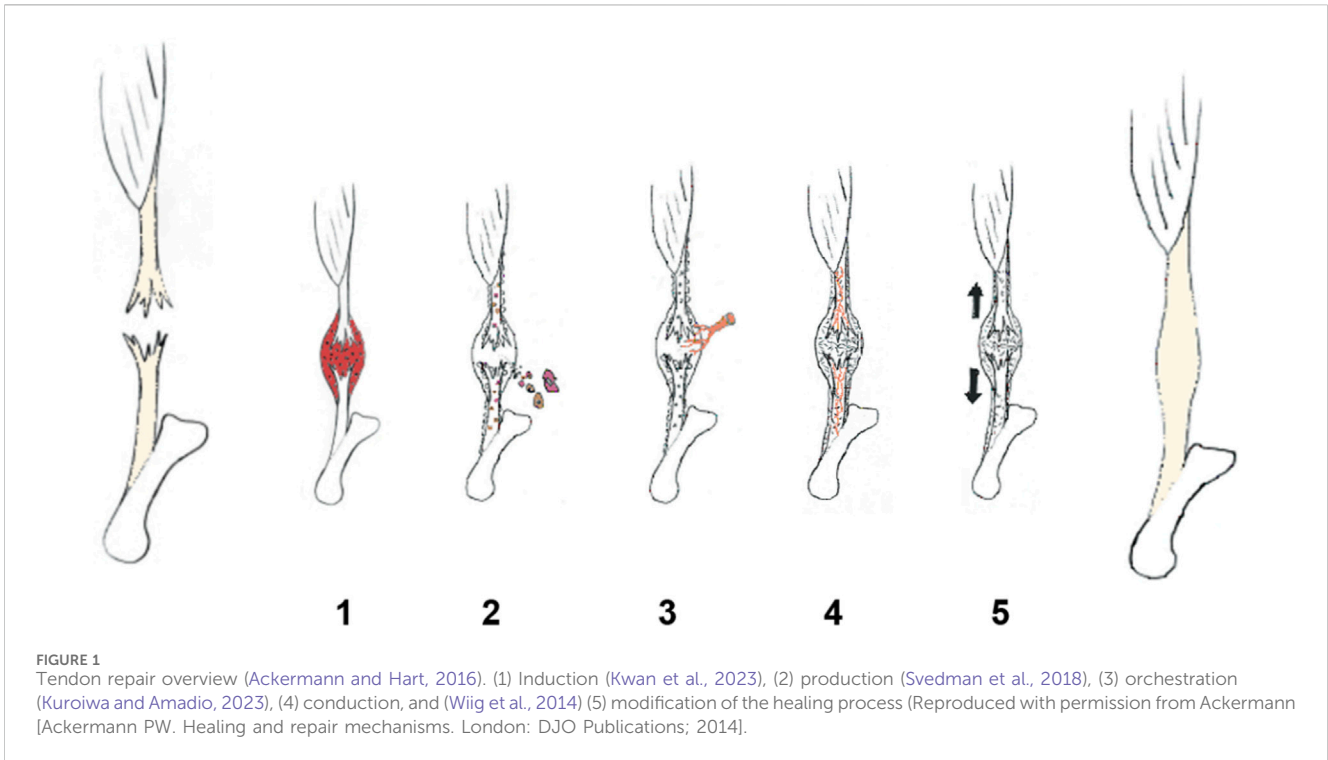 1 2 3 4 5
FIGURE 1
Tendon repair overview (Ackermann and Hart, 2016). (1) Induction (Kwan et al., 2023), (2) production (Svedman et al., 2018), (3) orchestration
(Kuroiwa and Amadio, 2023), (4) conduction, and (Wiig et al., 2014) (5) modification of the healing process (Reproduced with permission from Ackermann
[Ackermann PW. Healing and repair mechanisms. London: DJO Publications; 2014].